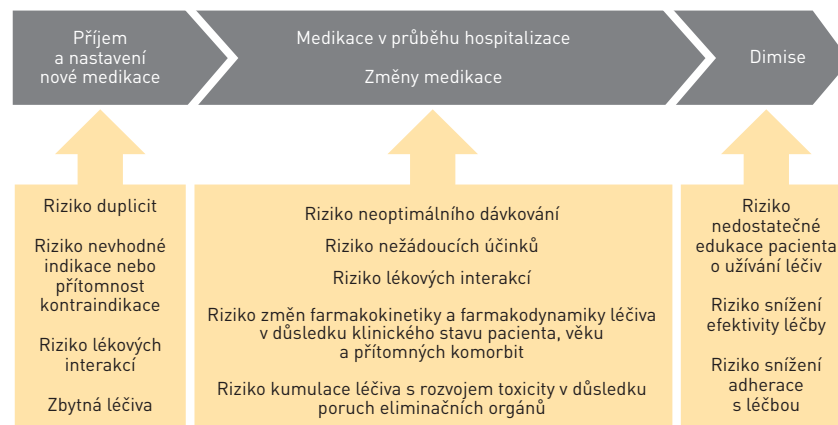 Příjem
a nastavení
nové medikace
Medikace v průběhu hospitalizace
Změny medikace
Dimise
Riziko duplicit
Riziko nevhodné
indikace nebo
přítomnost
kontraindikace
Riziko lékových
interakcí
Zbytná léčiva
Riziko neoptimálního dávkování
Riziko nežádoucích účinků
Riziko lékových interakcí
Riziko změn farmakokinetiky a farmakodynamiky léčiva
v důsledku klinického stavu pacienta, věku
a přítomných komorbit
Riziko kumulace léčiva s rozvojem toxicity v důsledku
poruch eliminačních orgánů
Riziko
nedostatečné
edukace pacienta
o užívání léčiv
Riziko snížení
efektivity léčby
Riziko snížení
adherace
s léčbou